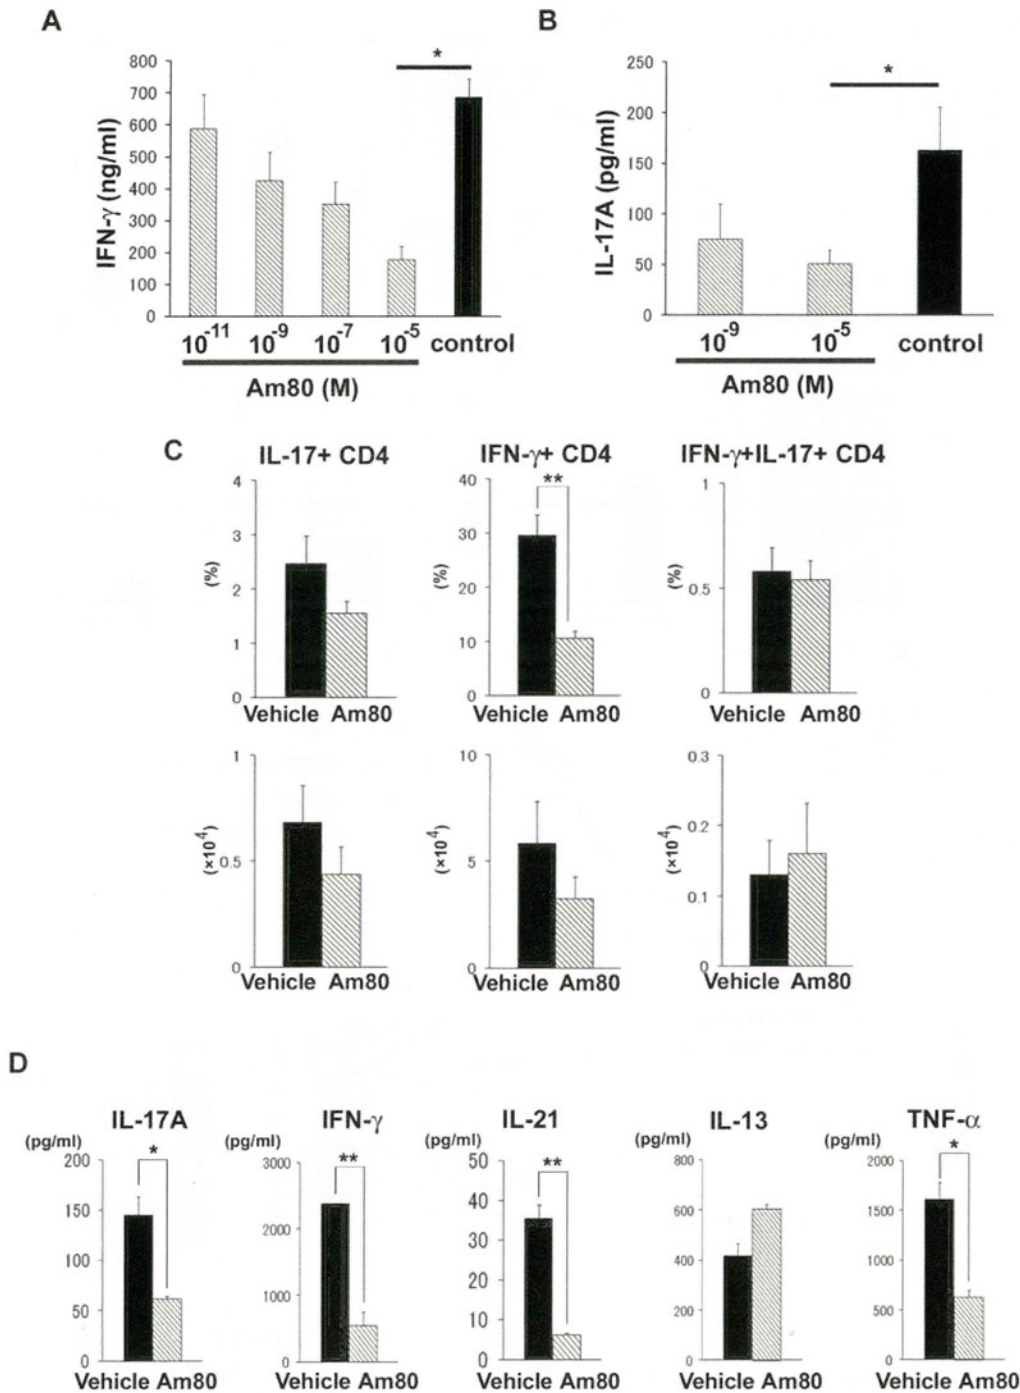 A
IFN-γ (ng/ml)
800
700
600
500
400
300
200
100
0
*
10-11 10-9 10-7 10-5 control
Am80 (M)
B
IL-17A (pg/ml)
250
200
150
100
50
0
*
10-9 10-5 control
Am80 (M)
C
IL-17+ CD4 IFN-γ+ CD4 IFN-γ+IL-17+ CD4
(%)
4
3
2
1
0
Vehicle Am80
(%)
40
30
20
10
0
**
Vehicle Am80
(%)
1
0.5
0
Vehicle Am80
(×104)
1
0.5
0
Vehicle Am80
(×104)
10
5
0
Vehicle Am80
(×104)
0.3
0.2
0.1
0
Vehicle Am80
D
IL-17A
(pg/ml)
200
150
100
50
0
*
Vehicle Am80
IFN-γ
(pg/ml)
3000
2000
1000
0
**
Vehicle Am80
IL-21
(pg/ml)
50
40
30
20
10
0
**
Vehicle Am80
IL-13
(pg/ml)
800
600
400
200
0
Vehicle Am80
TNF-α
(pg/ml)
2000
1500
1000
500
0
*
Vehicle Am80